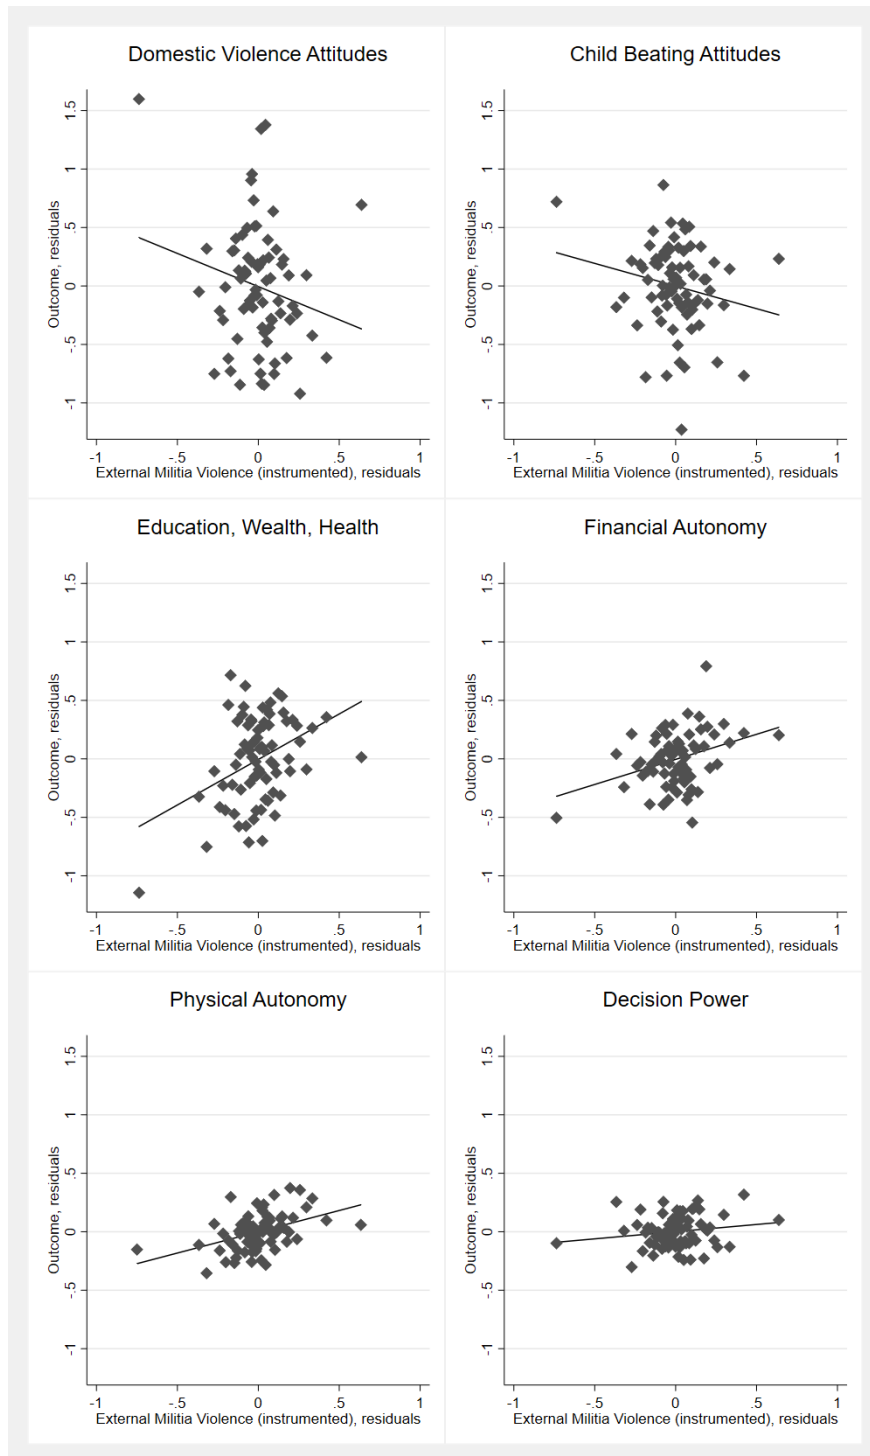 Domestic Violence Attitudes
Outcome, residuals
1.5
1
.5
0
-.5
-1
-1 -.5 0 .5 1
External Militia Violence (instrumented), residuals
Child Beating Attitudes
Outcome, residuals
1.5
1
.5
0
-.5
-1
-1 -.5 0 .5 1
External Militia Violence (instrumented), residuals
Education, Wealth, Health
Outcome, residuals
1.5
1
.5
0
-.5
-1
-1 -.5 0 .5 1
External Militia Violence (instrumented), residuals
Financial Autonomy
Outcome, residuals
1.5
1
.5
0
-.5
-1
-1 -.5 0 .5 1
External Militia Violence (instrumented), residuals
Physical Autonomy
Outcome, residuals
1.5
1
.5
0
-.5
-1
-1 -.5 0 .5 1
External Militia Violence (instrumented), residuals
Decision Power
Outcome, residuals
1.5
1
.5
0
-.5
-1
-1 -.5 0 .5 1
External Militia Violence (instrumented), residuals